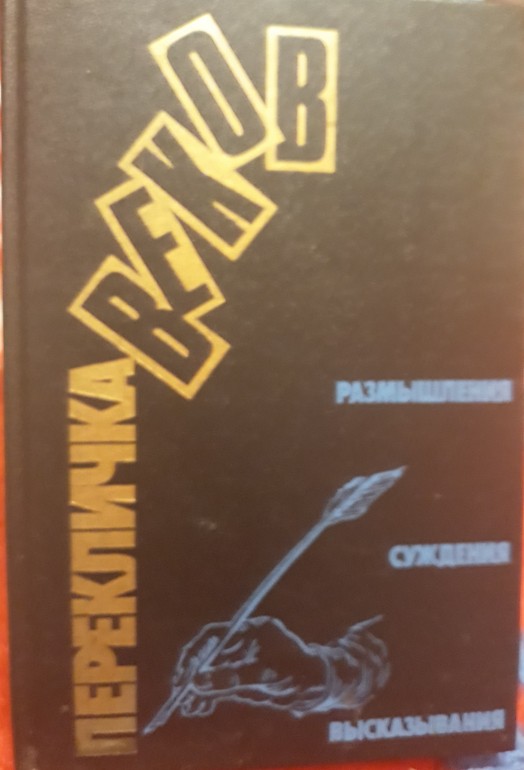 ПЕРЕКЛИЧКА
ВЕКОВ
РАЗМЫШЛЕНИЯ
СУЖДЕНИЯ
ВЫСКАЗЫВАНИЯ